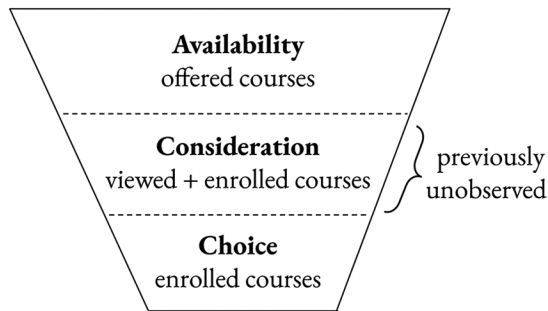 Availability
offered courses
Consideration
viewed + enrolled courses
previously
unobserved
Choice
enrolled courses